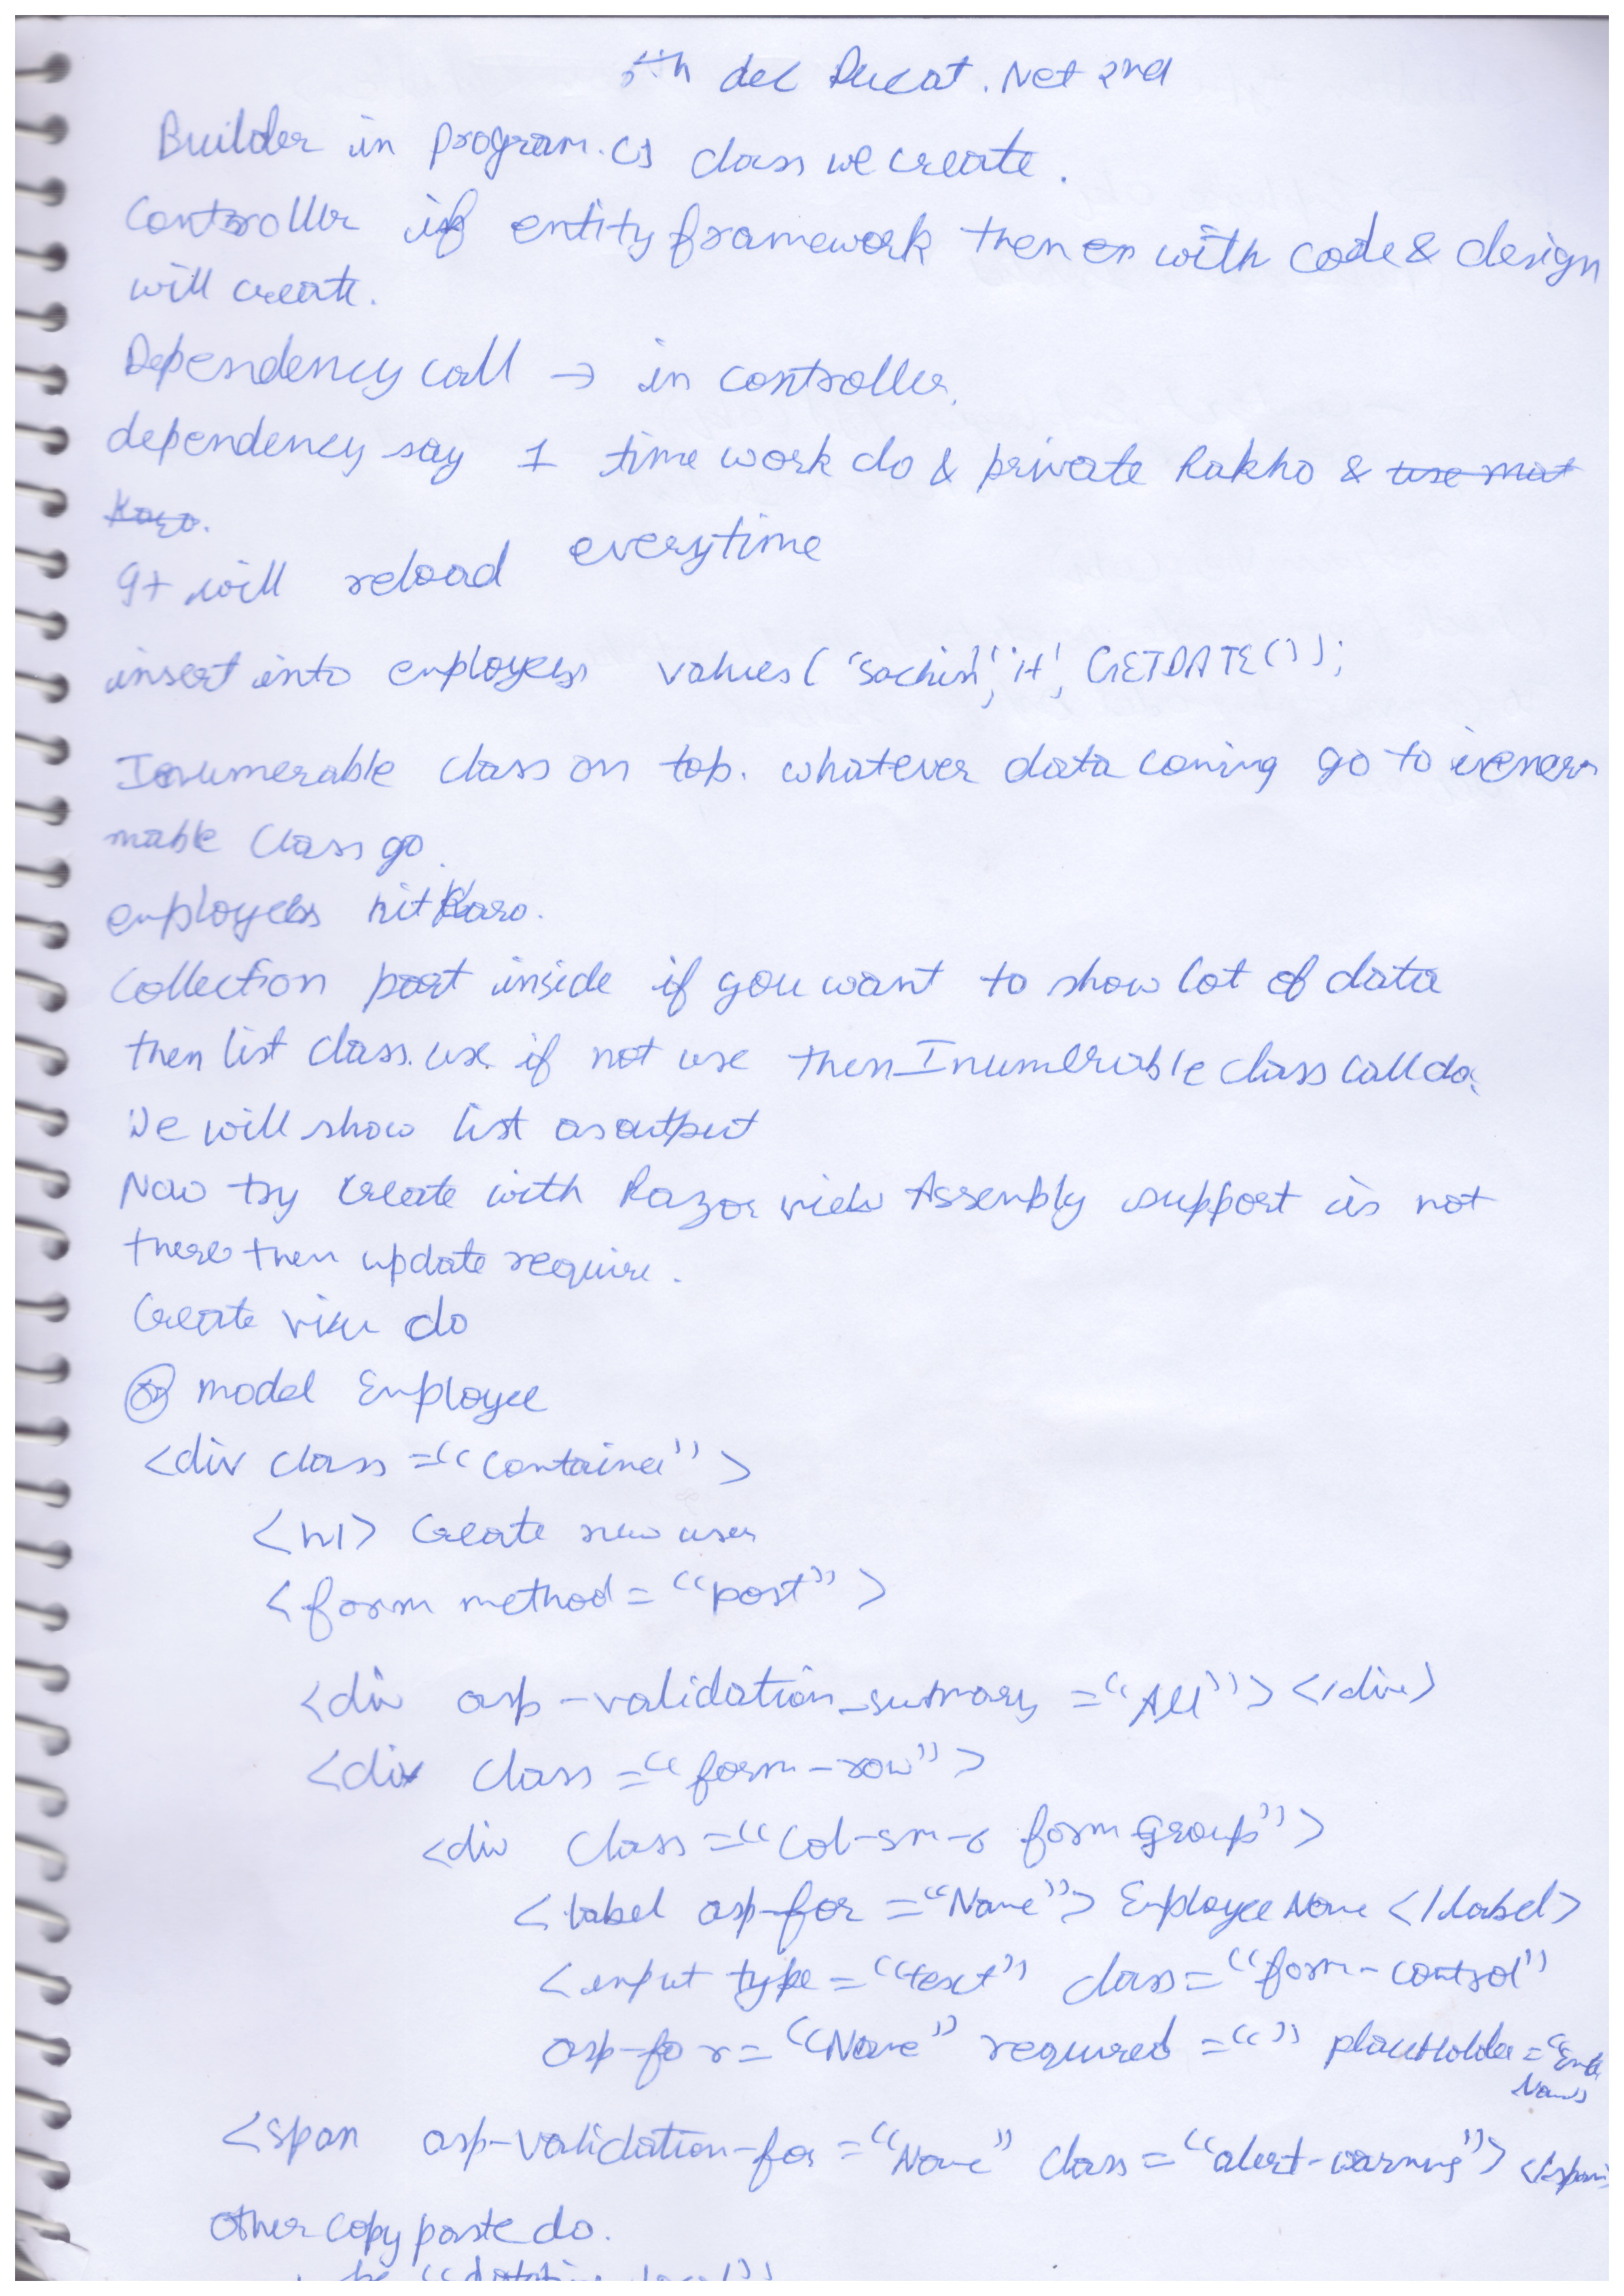 5th dec Ducat .Net 2nd
Builder in program.cs class we create.
Controller if entity framework then with code & design
will create.
Dependency call → in controller.
dependency say 1 time work do & private Rakho & use mat
Karo.
It will reload everytime
insert into employees values('Sachin','it', GETDATE());
Ienumerable class on top. whatever data coming go to ienener
mable Class go.
employees hit Karo.
Collection part inside if you want to show lot of data
then list class. use if not use then Inumerable class call do.
We will show list as output
Now try create with Razor view Assembly support is not
there then update require.
Create view do
@ model Employee
<div class = "container">
<h1> Create new user
<form method = "post">
<div asp-validation_summary = "All"></div>
<div class = "form-row">
<div class = "col-sm-6 form group">
<label asp-for = "Name"> Employee Name </label>
<input type = "text" class = "form-control"
asp-for = "Name" required = "" placeHolder = "Enter
Name"
<span asp-validation-for = "Name" class = "alert-warning"> </span>
Other copy paste do.